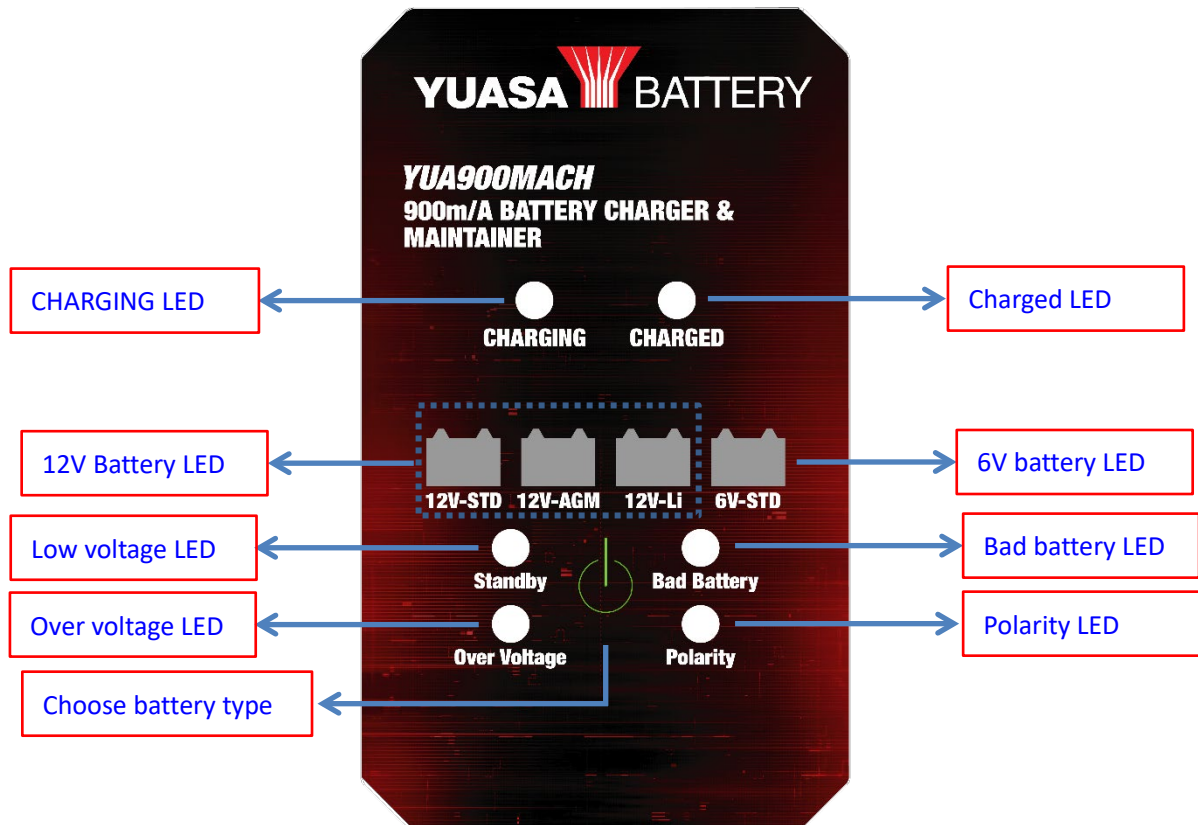 YUASA BATTERY
YUA900MACH
900m/A BATTERY CHARGER &
MAINTAINER
CHARGING LED
Charged LED
CHARGING
CHARGED
12V Battery LED
6V battery LED
12V-STD
12V-AGM
12V-Li
6V-STD
Low voltage LED
Bad battery LED
Standby
Bad Battery
Over voltage LED
Polarity LED
Over Voltage
Polarity
Choose battery type